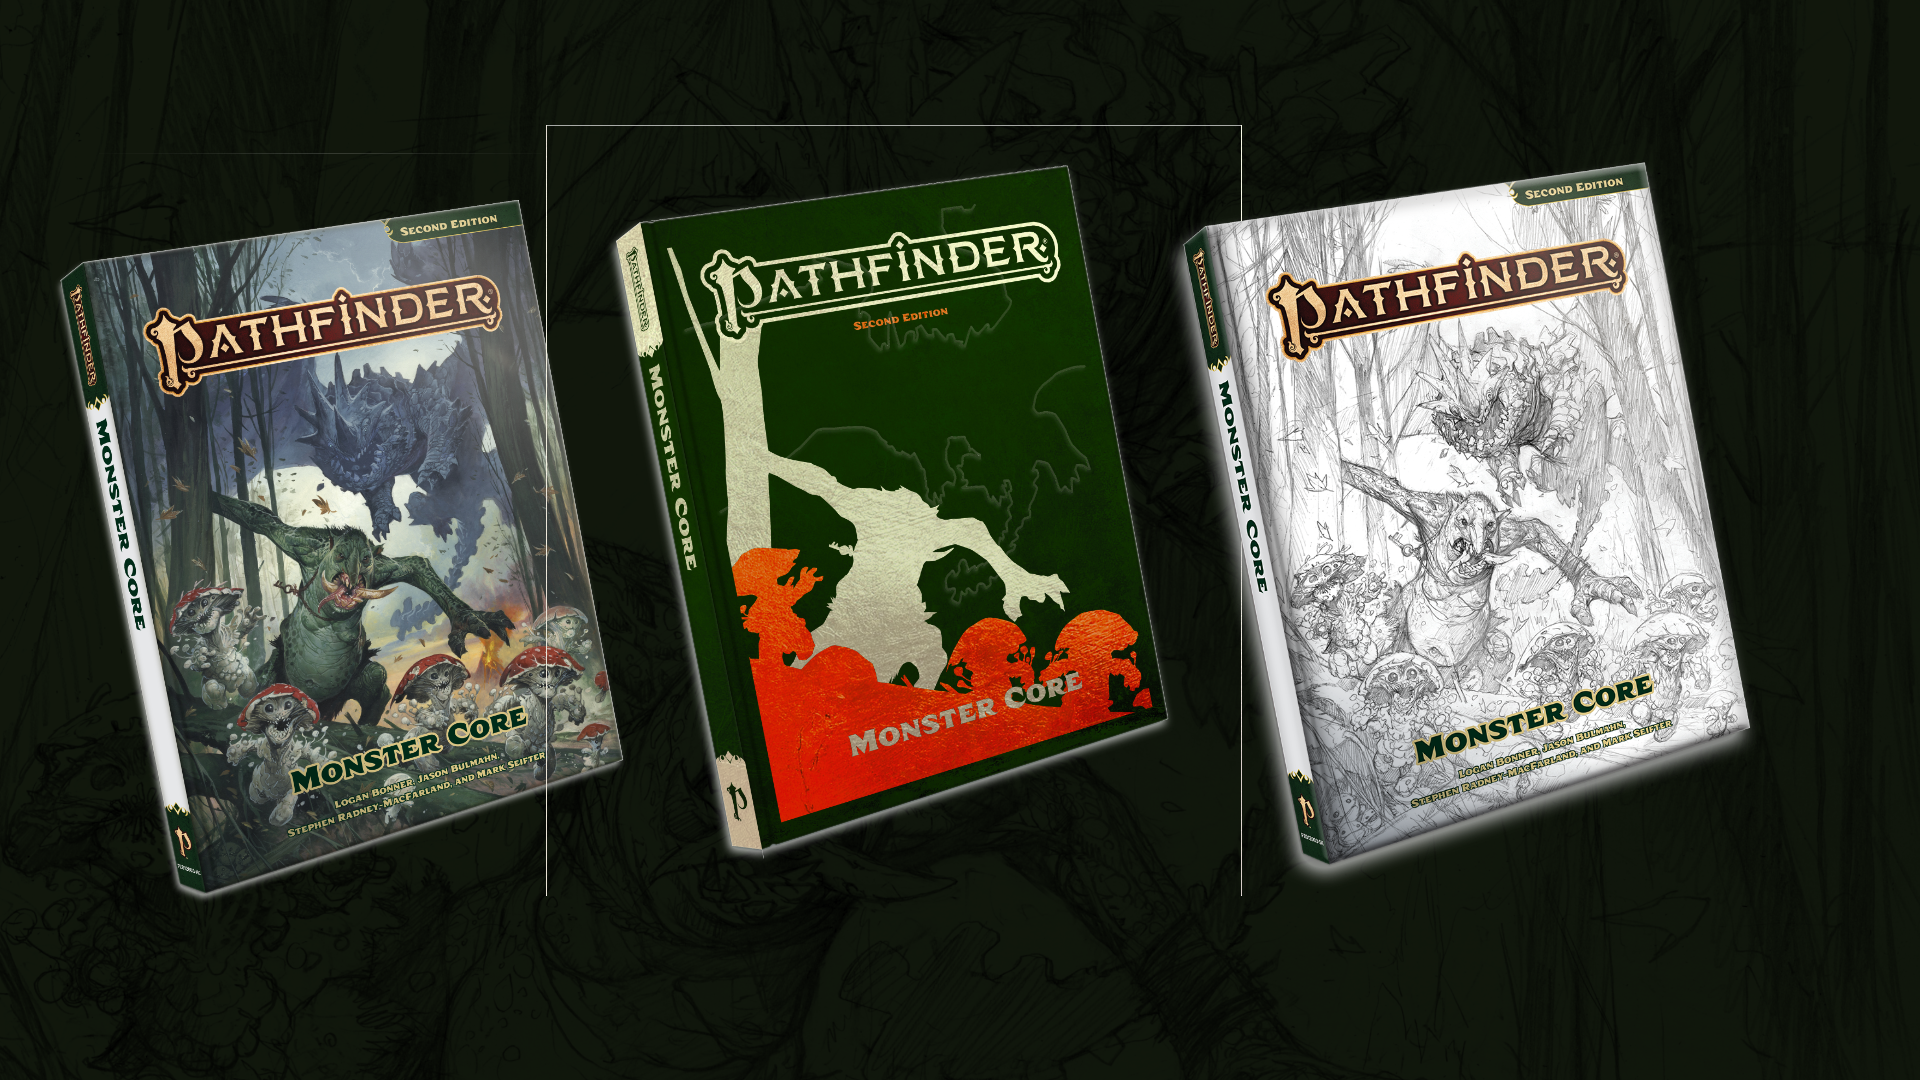 PATHFINDER
MONSTER CORE
SECOND EDITION
PATHFINDER
MONSTER CORE
LOGAN BONNER, JASON BULMAHN,
STEPHEN RADNEY-MACFARLAND, AND MARK SEIFTER
PATHFINDER
MONSTER CORE
PATHFINDER®
SECOND EDITION
MONSTER CORE
PATHFINDER
MONSTER CORE
SECOND EDITION
PATHFINDER®
MONSTER CORE
LOGAN BONNER, JASON BULMAHN,
STEPHEN RADNEY-MACFARLAND, AND MARK SEIFTER